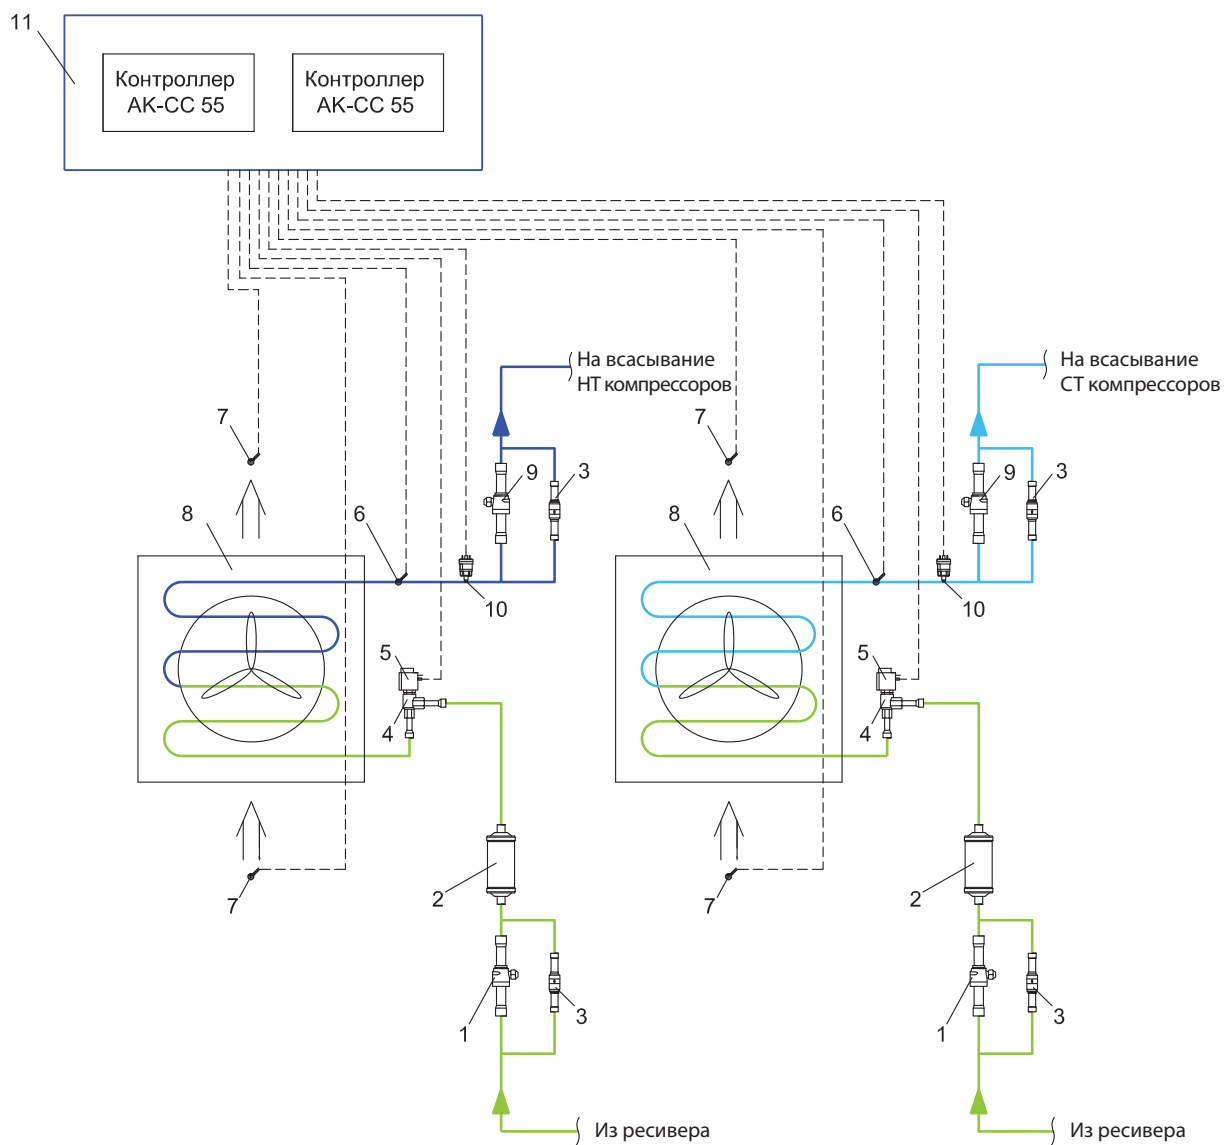 11
Контроллер
АК-СС 55
Контроллер
АК-СС 55
На всасывание
НТ компрессоров
На всасывание
СТ компрессоров
7
7
9
3
9
3
8
6
8
6
10
10
5
5
4
4
2
2
7
7
1
3
1
3
Из ресивера
Из ресивера